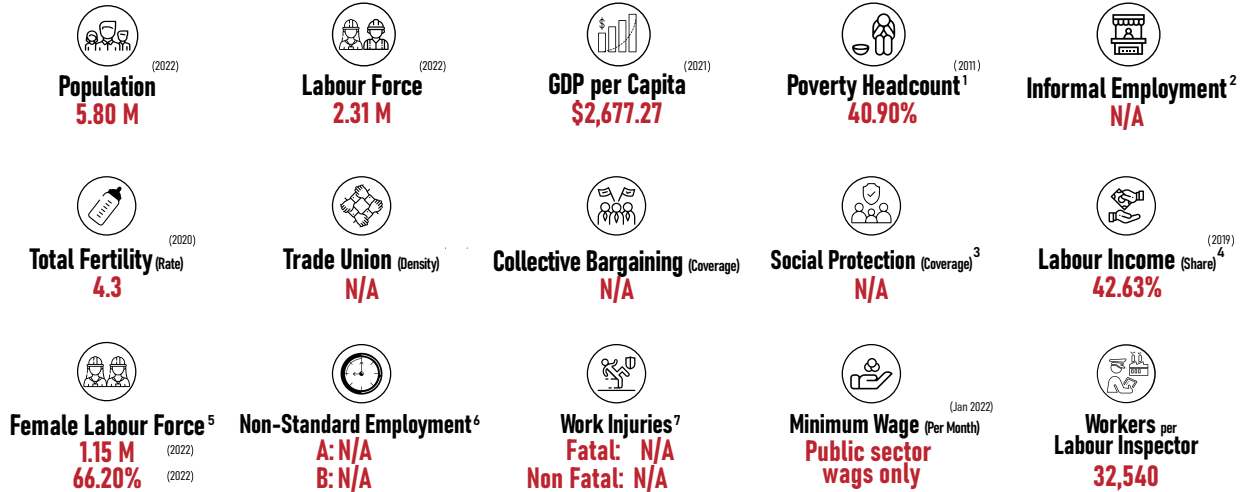 (2022)
Population
5.80 M
(2022)
Labour Force
2.31 M
$
(2021)
GDP per Capita
$2,677.27
(2011)
Poverty Headcount 1
40.90%
Informal Employment 2
N/A
(2020)
Total Fertility (Rate)
4.3
Trade Union (Density)
N/A
Collective Bargaining (Coverage)
N/A
Social Protection (Coverage) 3
N/A
(2019)
Labour Income (Share) 4
42.63%
Female Labour Force 5
1.15 M (2022)
66.20% (2022)
Non-Standard Employment 6
A: N/A
B: N/A
Work Injuries 7
Fatal: N/A
Non Fatal: N/A
(Jan 2022)
Minimum Wage (Per Month)
Public sector
wags only
Workers per
Labour Inspector
32,540